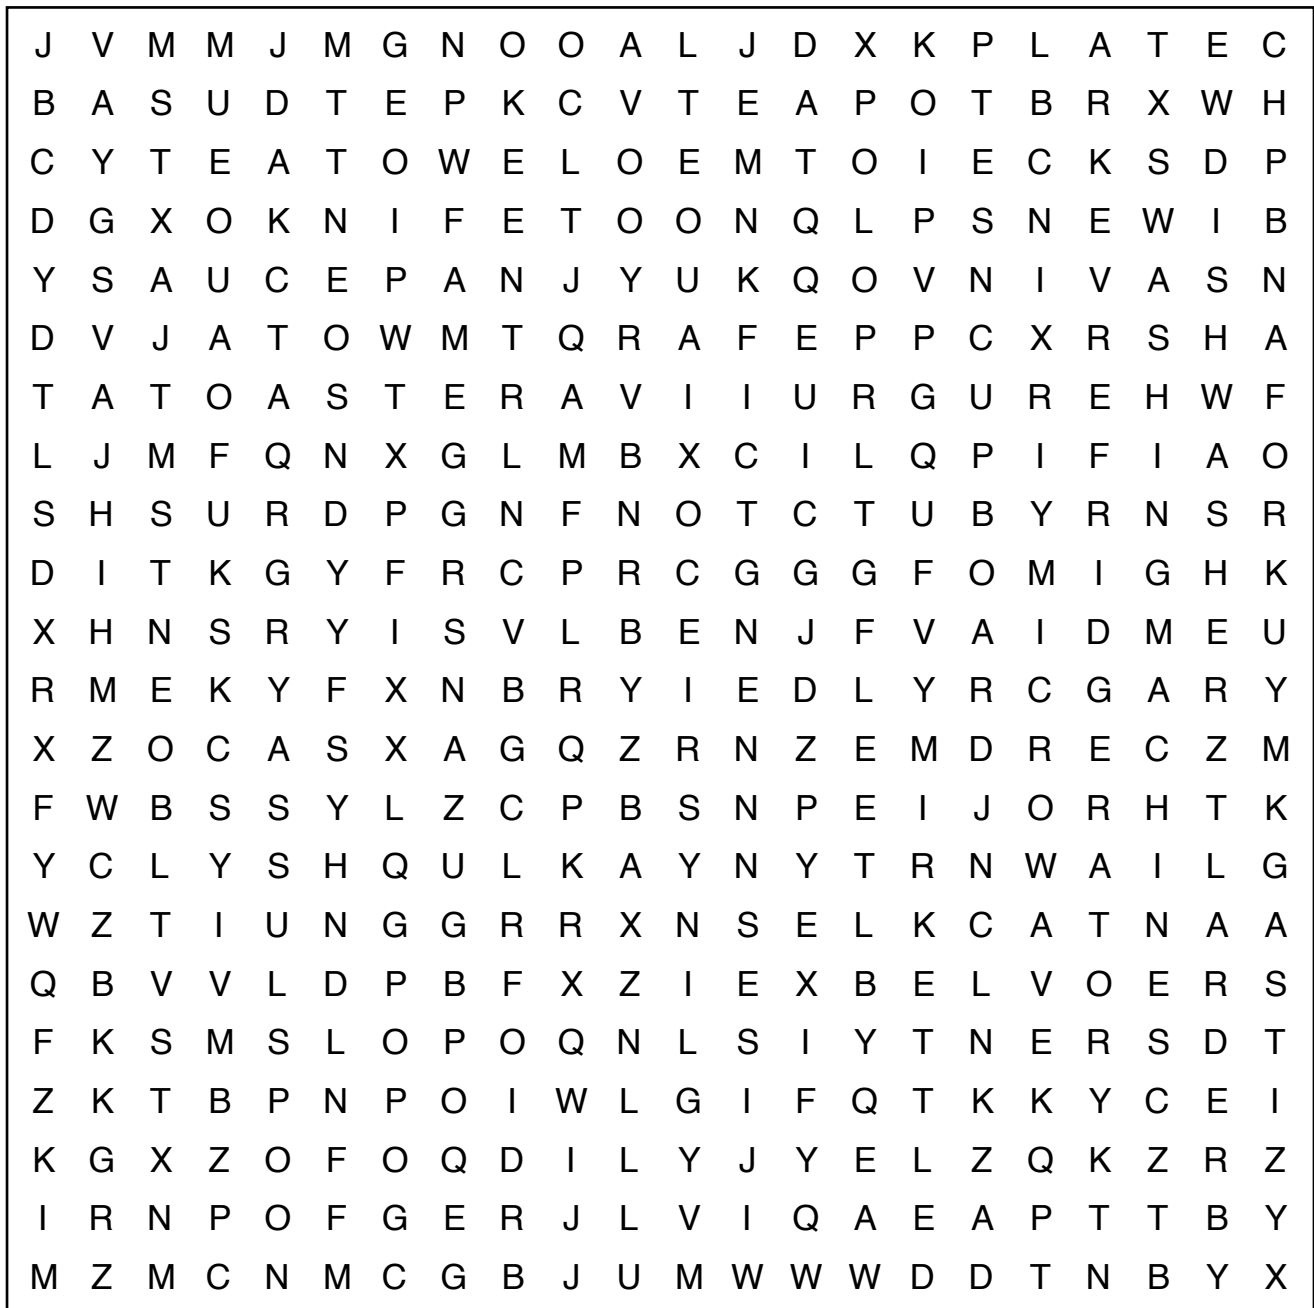 J V M M J M G N O O A L J D X K P L A T E C
B A S U D T E P K C V T E A P O T B R X W H
C Y T E A T O W E L O E M T O I E C K S D P
D G X O K N I F E T O O N Q L P S N E W I B
Y S A U C E P A N J Y U K Q O V N I V A S N
D V J A T O W M T Q R A F E P P C X R S H A
T A T O A S T E R A V I I U R G U R E H W F
L J M F Q N X G L M B X C I L Q P I F I A O
S H S U R D P G N F N O T C T U B Y R N S R
D I T K G Y F R C P R C G G G F O M I G H K
X H N S R Y I S V L B E N J F V A I D M E U
R M E K Y F X N B R Y I E D L Y R C G A R Y
X Z O C A S X A G Q Z R N Z E M D R E C Z M
F W B S S Y L Z C P B S N P E I J O R H T K
Y C L Y S H Q U L K A Y N Y T R N W A I L G
W Z T I U N G G R R X N S E L K C A T N A A
Q B V V L D P B F X Z I E X B E L V O E R S
F K S M S L O P O Q N L S I Y T N E R S D T
Z K T B P N P O I W L G I F Q T K K Y C E I
K G X Z O F O Q D I L Y J Y E L Z Q K Z R Z
I R N P O F G E R J L V I Q A E A P T T B Y
M Z M C N M C G B J U M W W W D D T N B Y X